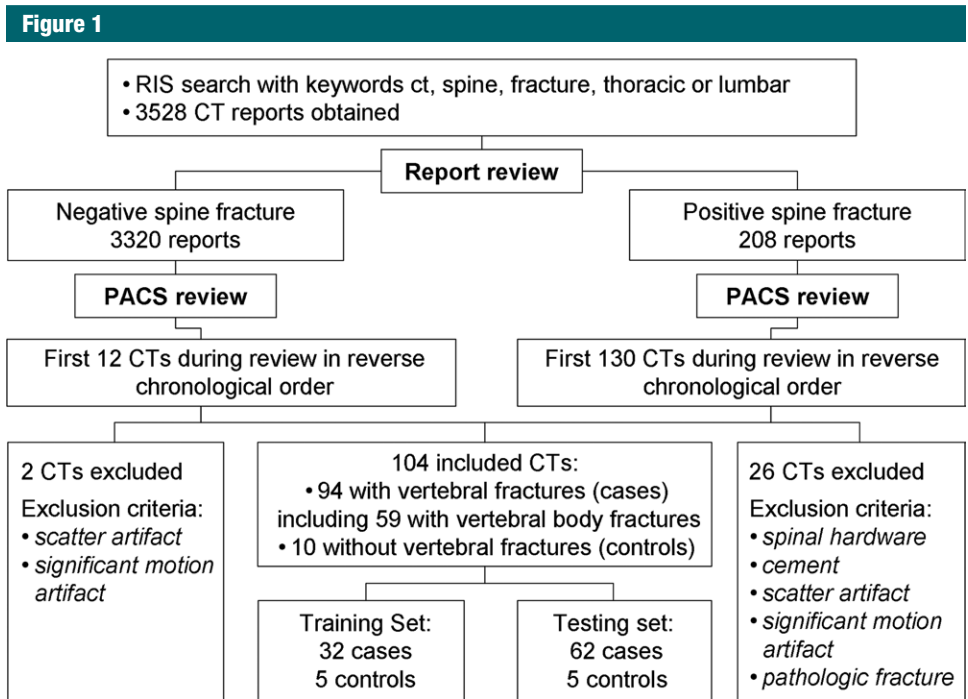 Figure 1
• RIS search with keywords ct, spine, fracture, thoracic or lumbar
• 3528 CT reports obtained
Report review
Negative spine fracture
3320 reports
Positive spine fracture
208 reports
PACS review
PACS review
First 12 CTs during review in reverse
chronological order
First 130 CTs during review in reverse
chronological order
2 CTs excluded
Exclusion criteria:
• scatter artifact
• significant motion
artifact
104 included CTs:
• 94 with vertebral fractures (cases)
including 59 with vertebral body fractures
• 10 without vertebral fractures (controls)
26 CTs excluded
Exclusion criteria:
• spinal hardware
• cement
• scatter artifact
• significant motion
artifact
• pathologic fracture
Training Set:
32 cases
5 controls
Testing set:
62 cases
5 controls